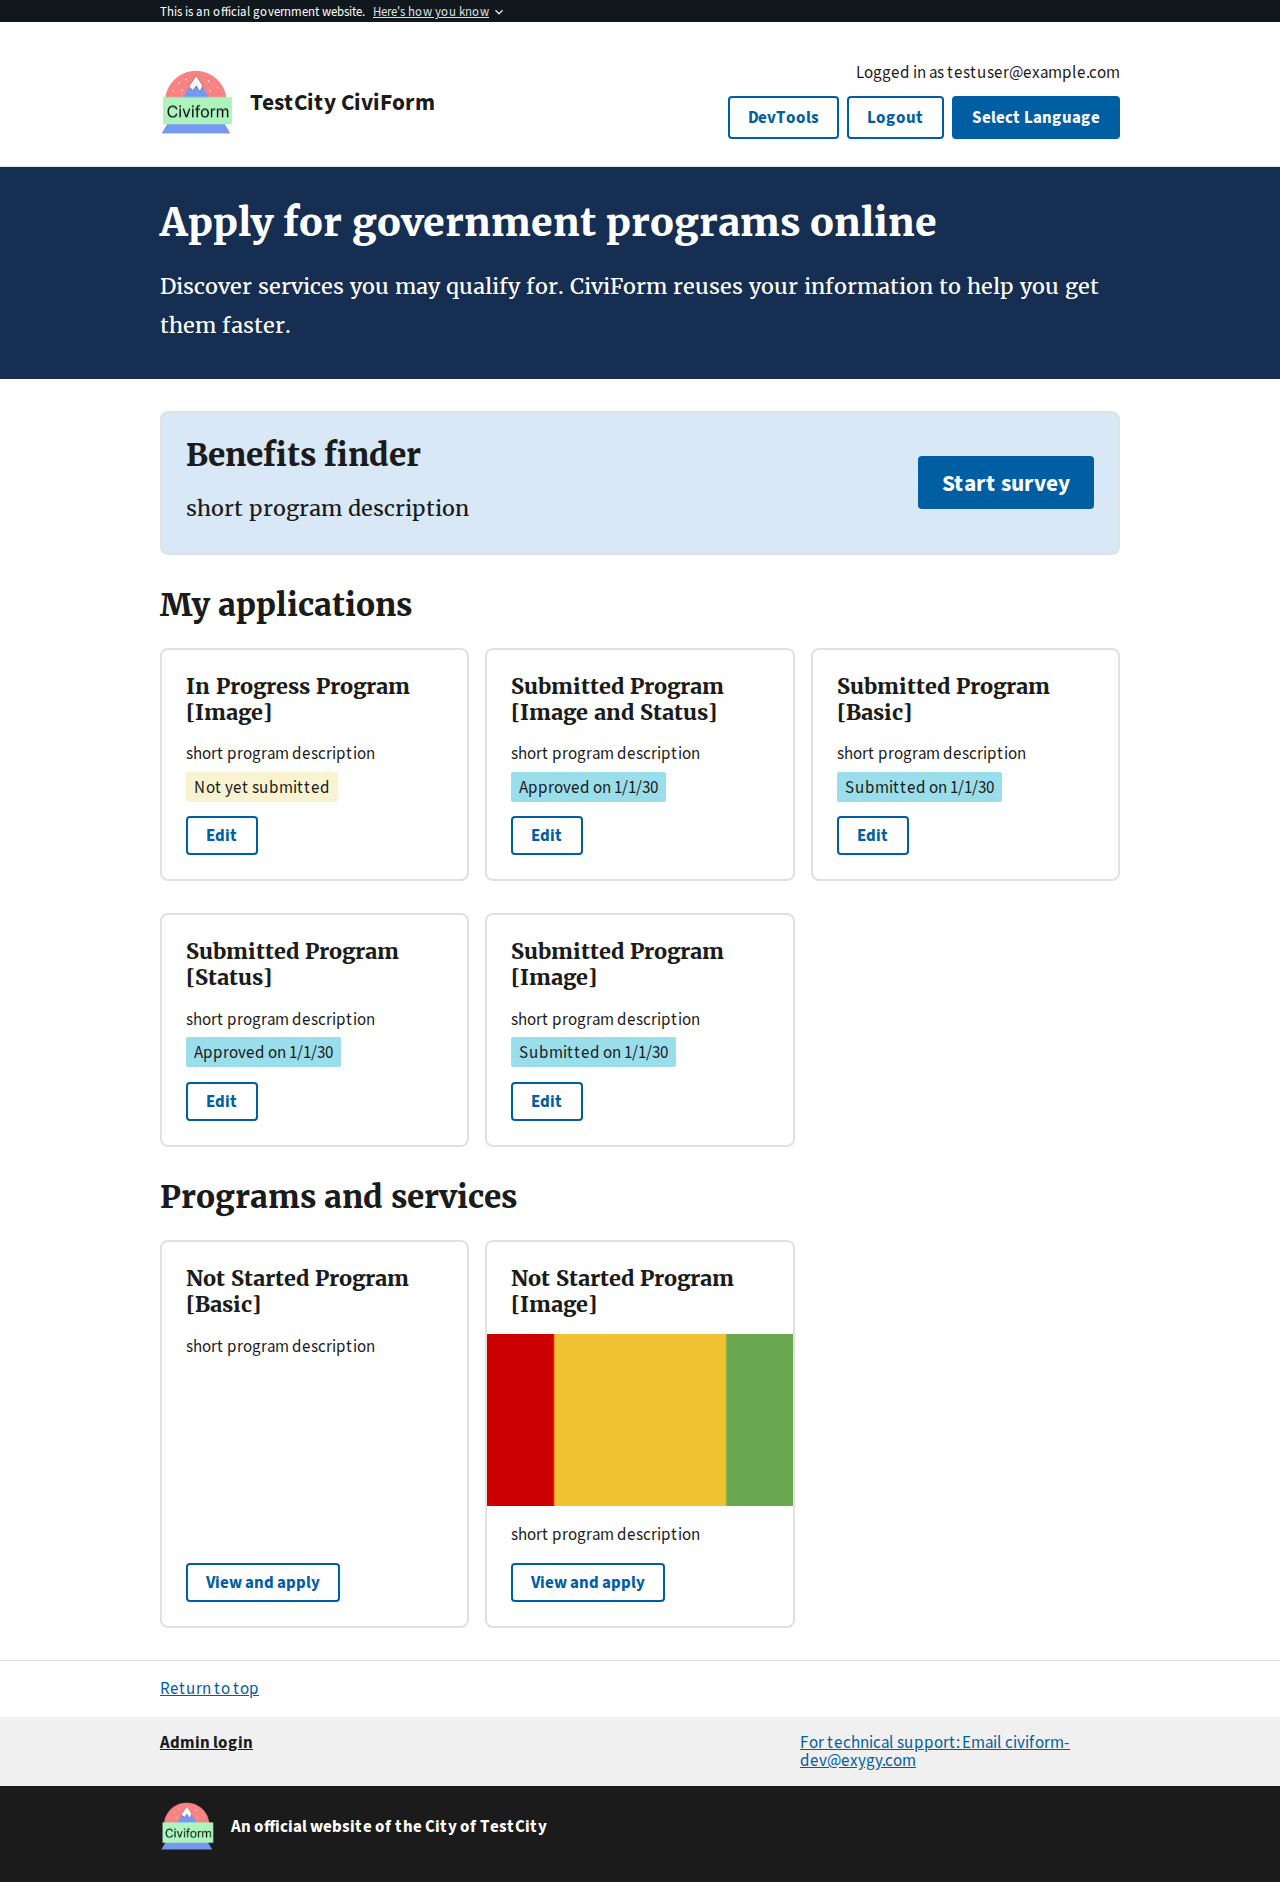 This is an official government website. Here's how you know
Logged in as testuser@example.com
Civiform
TestCity CiviForm
DevTools
Logout
Select Language
Apply for government programs online
Discover services you may qualify for. CiviForm reuses your information to help you get
them faster.
Benefits finder
short program description
Start survey
My applications
In Progress Program
[Image]
short program description
Not yet submitted
Edit
Submitted Program
[Image and Status]
short program description
Approved on 1/1/30
Edit
Submitted Program
[Basic]
short program description
Submitted on 1/1/30
Edit
Submitted Program
[Status]
short program description
Approved on 1/1/30
Edit
Submitted Program
[Image]
short program description
Submitted on 1/1/30
Edit
Programs and services
Not Started Program
[Basic]
short program description
View and apply
Not Started Program
[Image]
short program description
View and apply
Return to top
Admin login
For technical support: Email civiform-
dev@exygy.com
Civiform
An official website of the City of TestCity